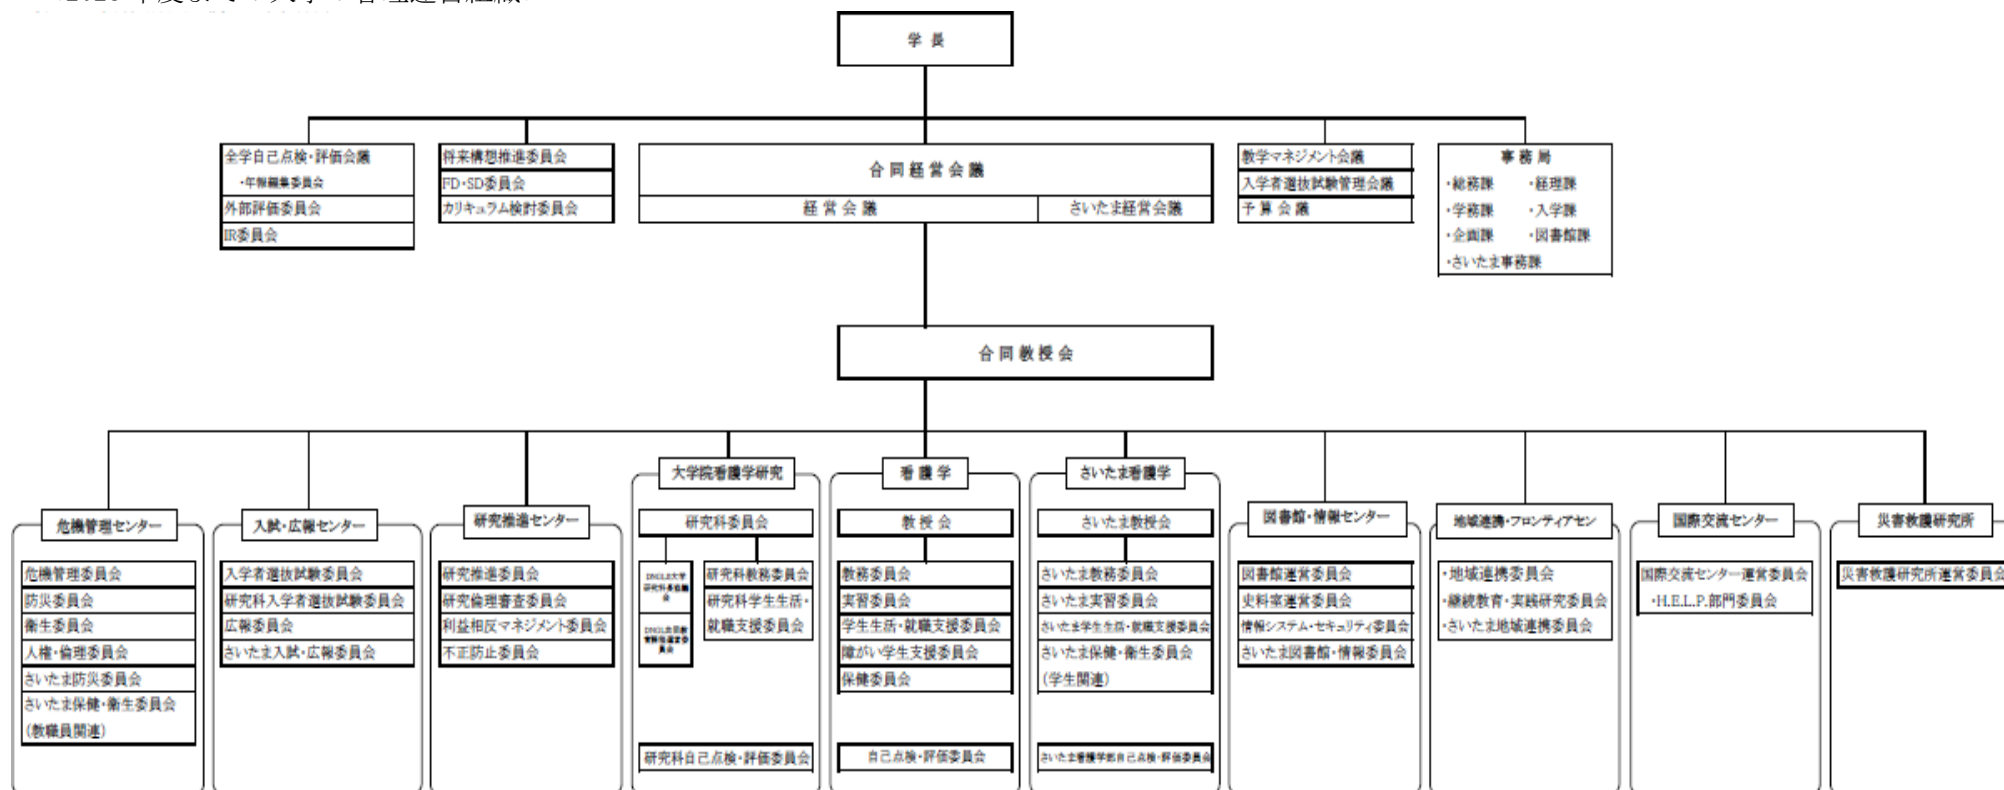 学 長
全学自己点検・評価会議
・年報編集委員会
外部評価委員会
IR委員会
将来構想推進委員会
FD・SD委員会
カリキュラム検討委員会
合 同 経 営 会 議
経 営 会 議
さいたま経営会議
教学マネジメント会議
入学者選抜試験管理会議
予 算 会 議
事 務 局
・総務課 ・経理課
・学務課 ・入学課
・企画課 ・図書館課
・さいたま事務課
合 同 教 授 会
危機管理センター
危機管理委員会
防災委員会
衛生委員会
人権・倫理委員会
さいたま防災委員会
さいたま保健・衛生委員会
(教職員関連)
入試・広報センター
入学者選抜試験委員会
研究科入学者選抜試験委員会
広報委員会
さいたま入試・広報委員会
研究推進センター
研究推進委員会
研究倫理審査委員会
利益相反マネジメント委員会
不正防止委員会
大学院看護学研究
研究科委員会
研究科教務委員会
研究科学生生活・
就職支援委員会
研究科自己点検・評価委員会
看 護 学
教 授 会
教務委員会
実習委員会
学生生活・就職支援委員会
障がい学生支援委員会
保健委員会
自己点検・評価委員会
さいたま看護学
さいたま教授会
さいたま教務委員会
さいたま実習委員会
さいたま学生生活・就職支援委員会
さいたま保健・衛生委員会
(学生関連)
さいたま看護学部自己点検・評価委員会
図書館・情報センター
図書館運営委員会
史料室運営委員会
情報システム・セキュリティ委員会
さいたま図書館・情報委員会
地域連携・フロンティアセン
・地域連携委員会
・継続教育・実践研究委員会
・さいたま地域連携委員会
国際交流センター
国際交流センター運営委員会
・H.E.L.P.部門委員会
災害救護研究所
災害救護研究所運営委員会